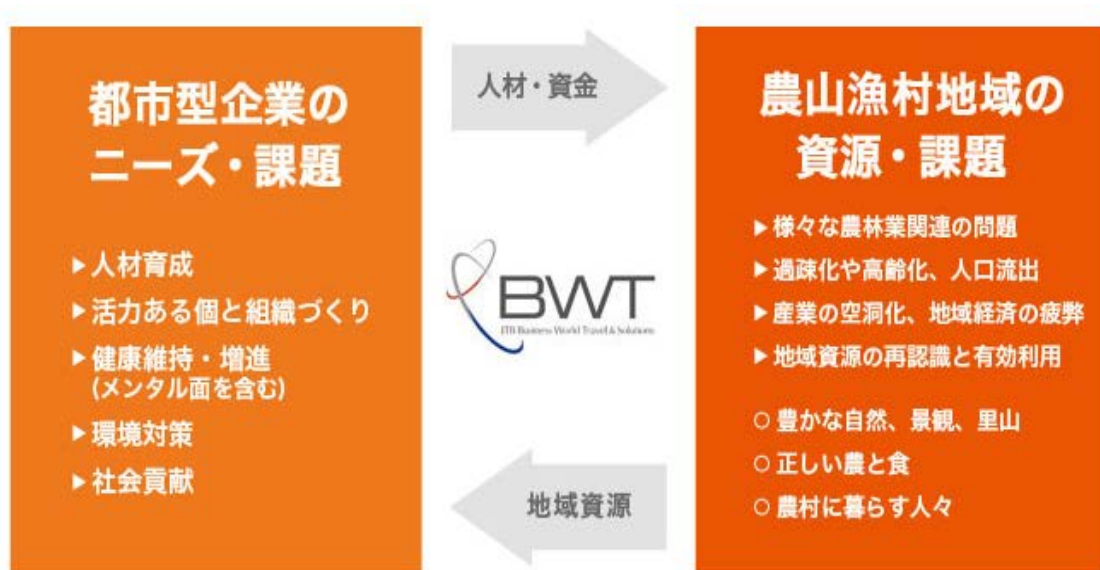 都市型企業の
ニーズ・課題
▶人材育成
▶活力ある個と組織づくり
▶健康維持・増進
(メンタル面を含む)
▶環境対策
▶社会貢献
人材・資金
BWT
JTB Business World Travel & Solutions
地域資源
農山漁村地域の
資源・課題
▶様々な農林業関連の問題
▶過疎化や高齢化、人口流出
▶産業の空洞化、地域経済の疲弊
▶地域資源の再認識と有効利用
○豊かな自然、景観、里山
○正しい農と食
○農村に暮らす人々